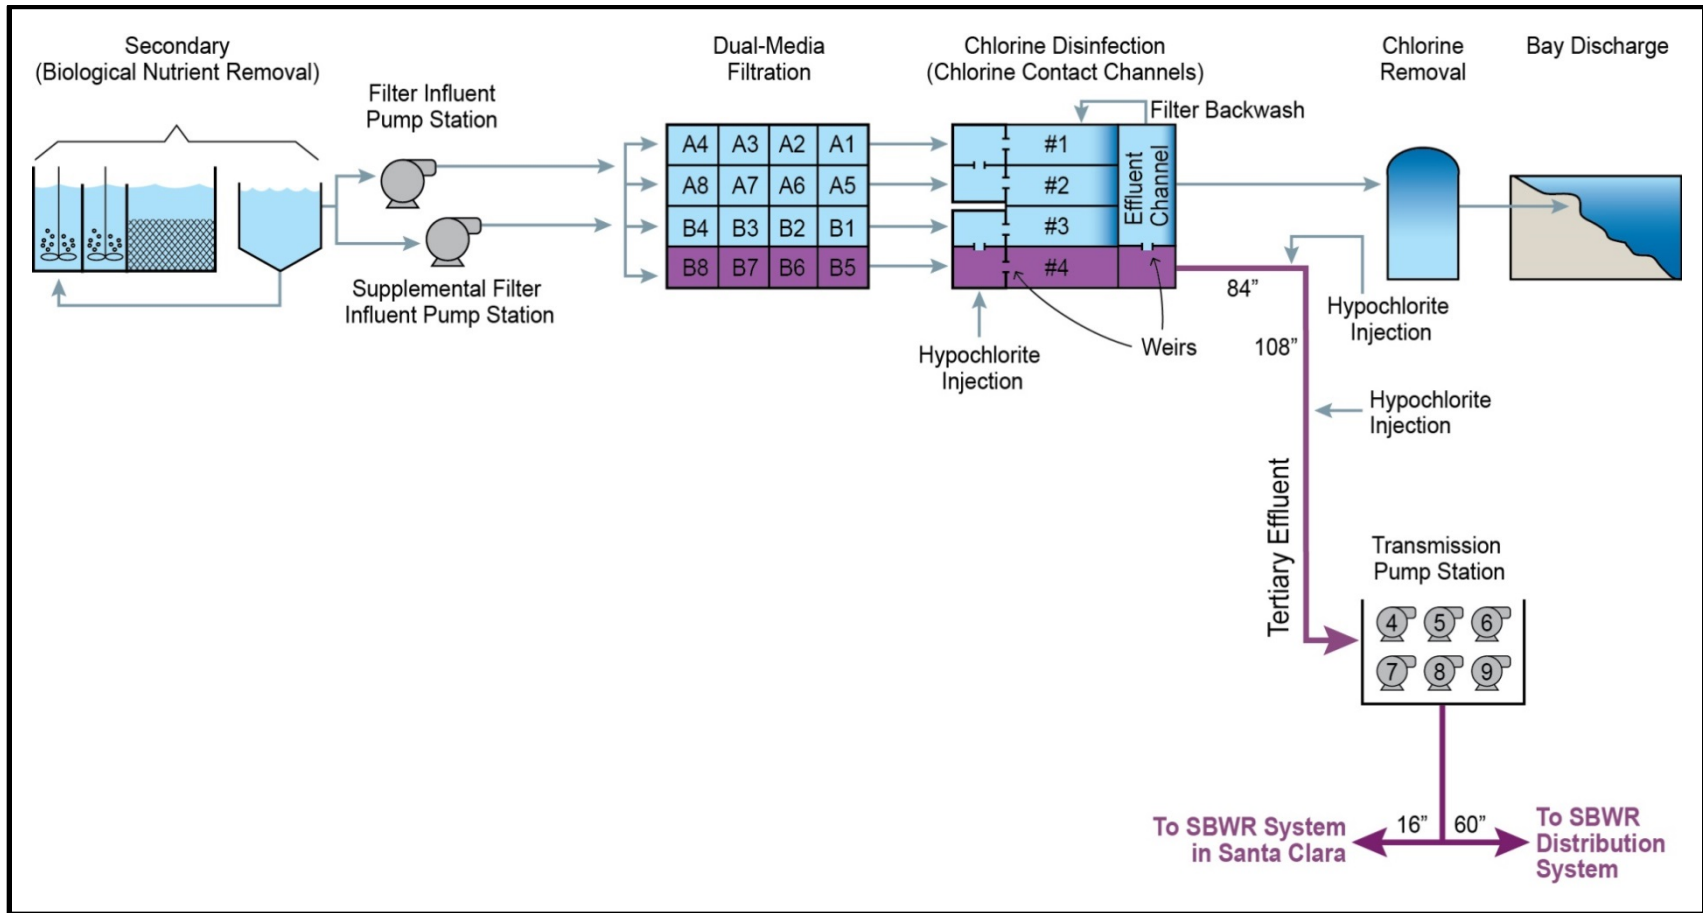 Secondary
(Biological Nutrient Removal)
Dual-Media
Filtration
Chlorine Disinfection
(Chlorine Contact Channels)
Chlorine
Removal
Bay Discharge
Filter Influent
Pump Station
Filter Backwash
A4 A3 A2 A1
A8 A7 A6 A5
B4 B3 B2 B1
B8 B7 B6 B5
#1
#2
#3
#4
Effluent
Channel
Supplemental Filter
Influent Pump Station
Hypochlorite
Injection
Weirs
84”
108”
Hypochlorite
Injection
Hypochlorite
Injection
Tertiary Effluent
Transmission
Pump Station
4 5 6
7 8 9
To SBWR System
in Santa Clara
16” 60”
To SBWR
Distribution
System